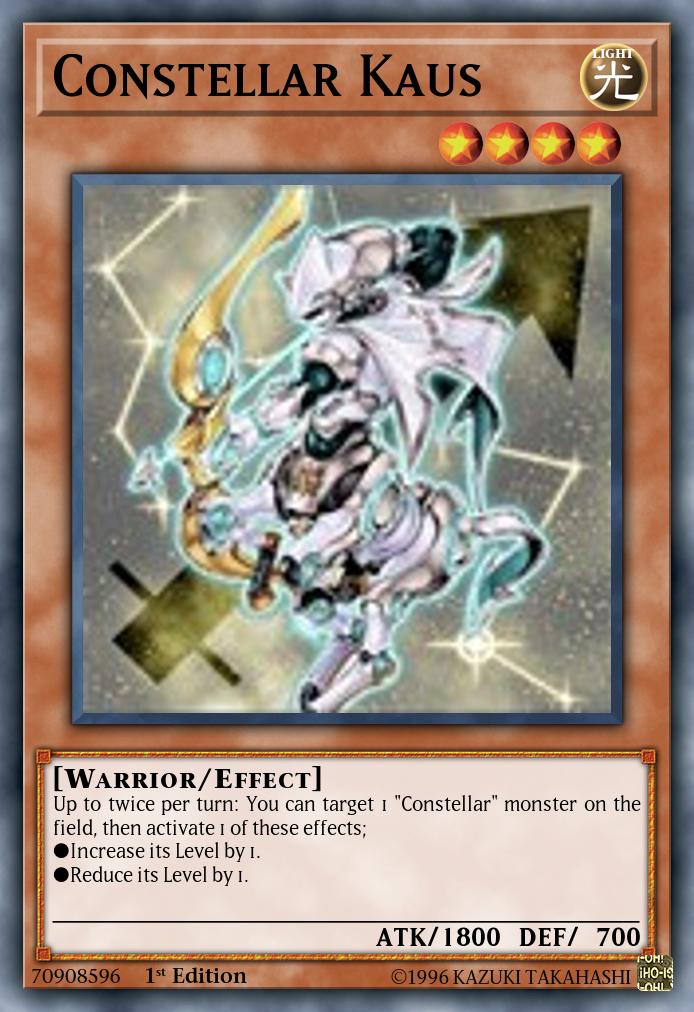 CONSTELLAR KAUS
LIGHT
光
[WARRIOR/EFFECT]
Up to twice per turn: You can target 1 "Constellar" monster on the
field, then activate 1 of these effects;
●Increase its Level by 1.
●Reduce its Level by 1.
ATK/1800 DEF/ 700
70908596 1st Edition ©1996 KAZUKI TAKAHASHI